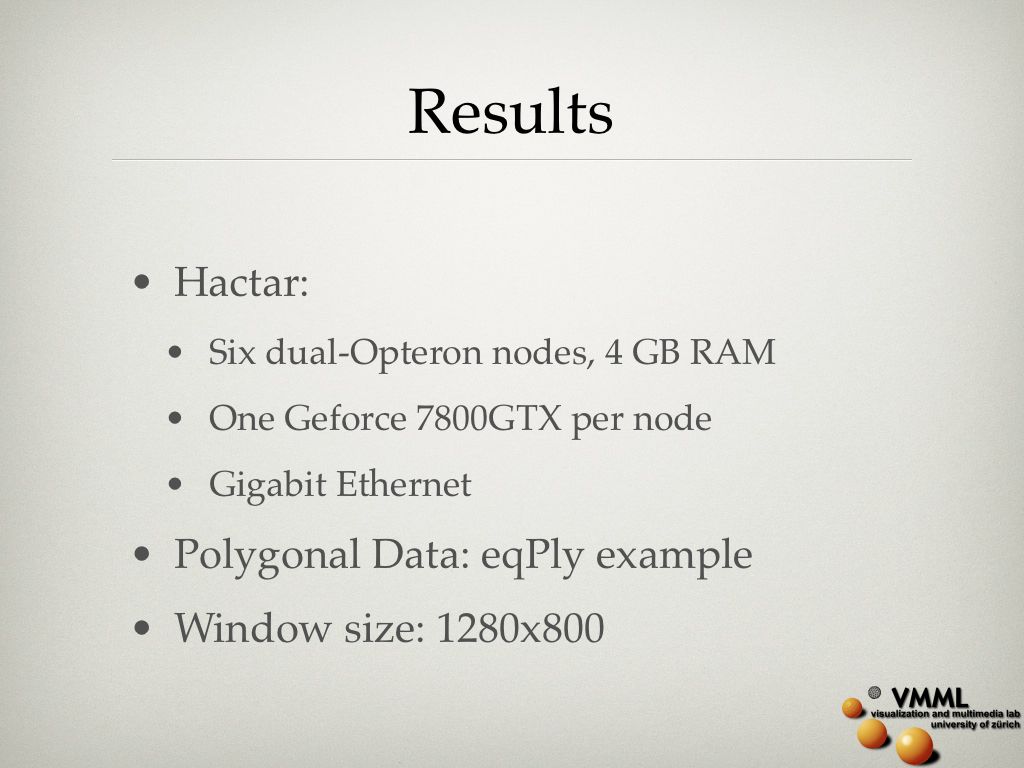 Results
• Hactar:
• Six dual-Opteron nodes, 4 GB RAM
• One Geforce 7800GTX per node
• Gigabit Ethernet
• Polygonal Data: eqPly example
• Window size: 1280x800
VMML
visualization and multimedia lab
university of zürich